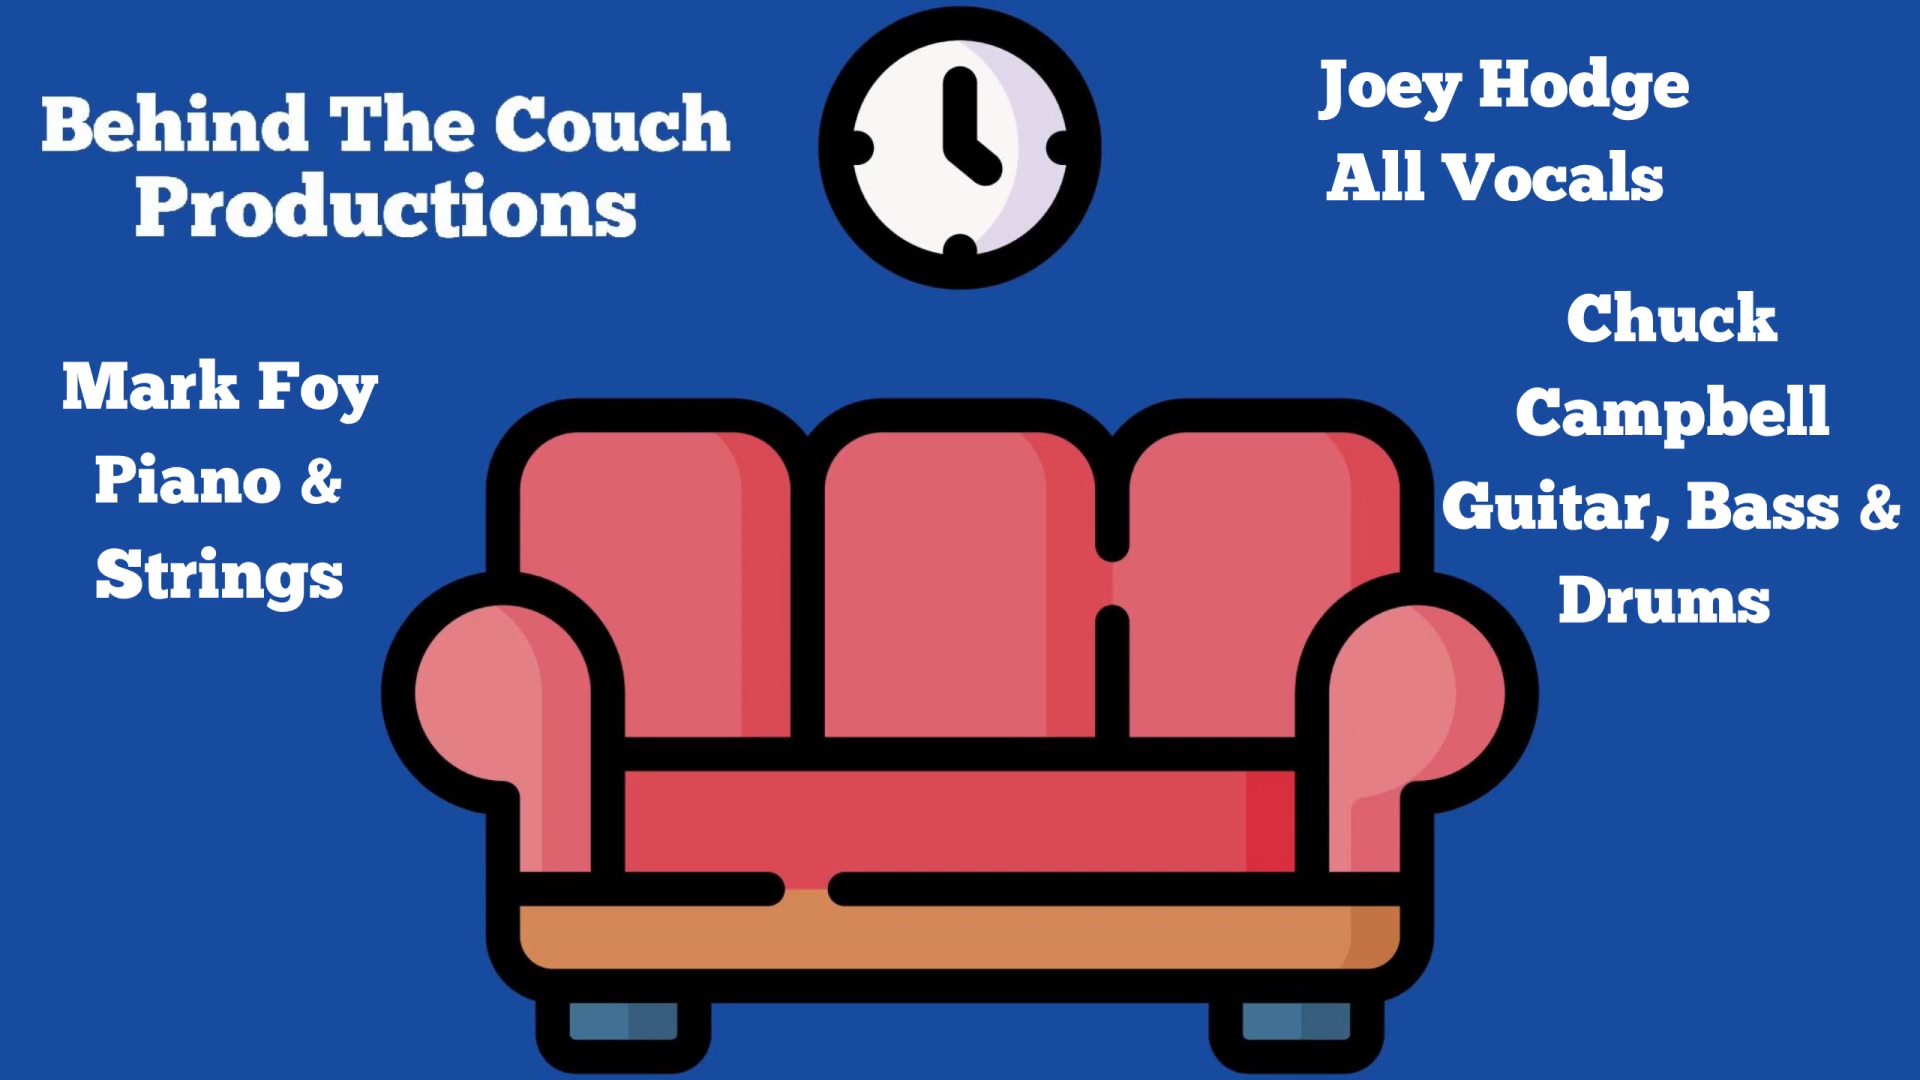 Behind The Couch
Productions
Joey Hodge
All Vocals
Mark Foy
Piano &
Strings
Chuck
Campbell
Guitar, Bass &
Drums